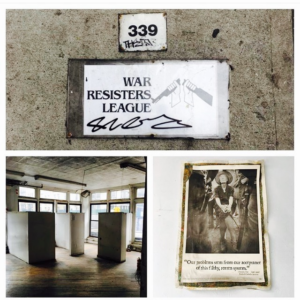 339
WAR
RESISTERS
LEAGUE
"Our problems stem from our acceptance
of this filthy, rotten system."